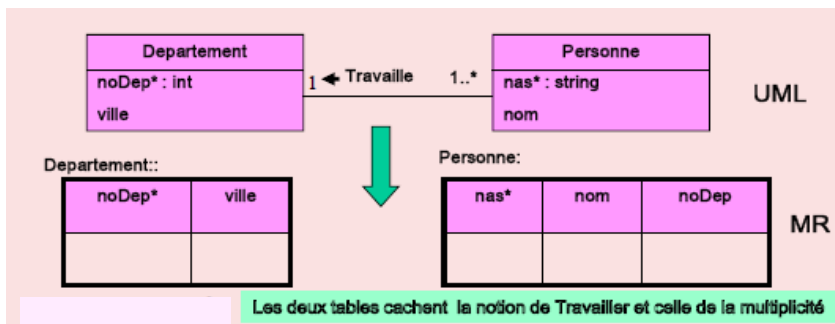 Departement
noDep* : int
ville
1 Travaille 1..*
Personne
nas* : string
nom
UML
Departement::
noDep* ville
Personne:
nas* nom noDep
MR
Les deux tables cachent la notion de Travailler et celle de la multiplicité